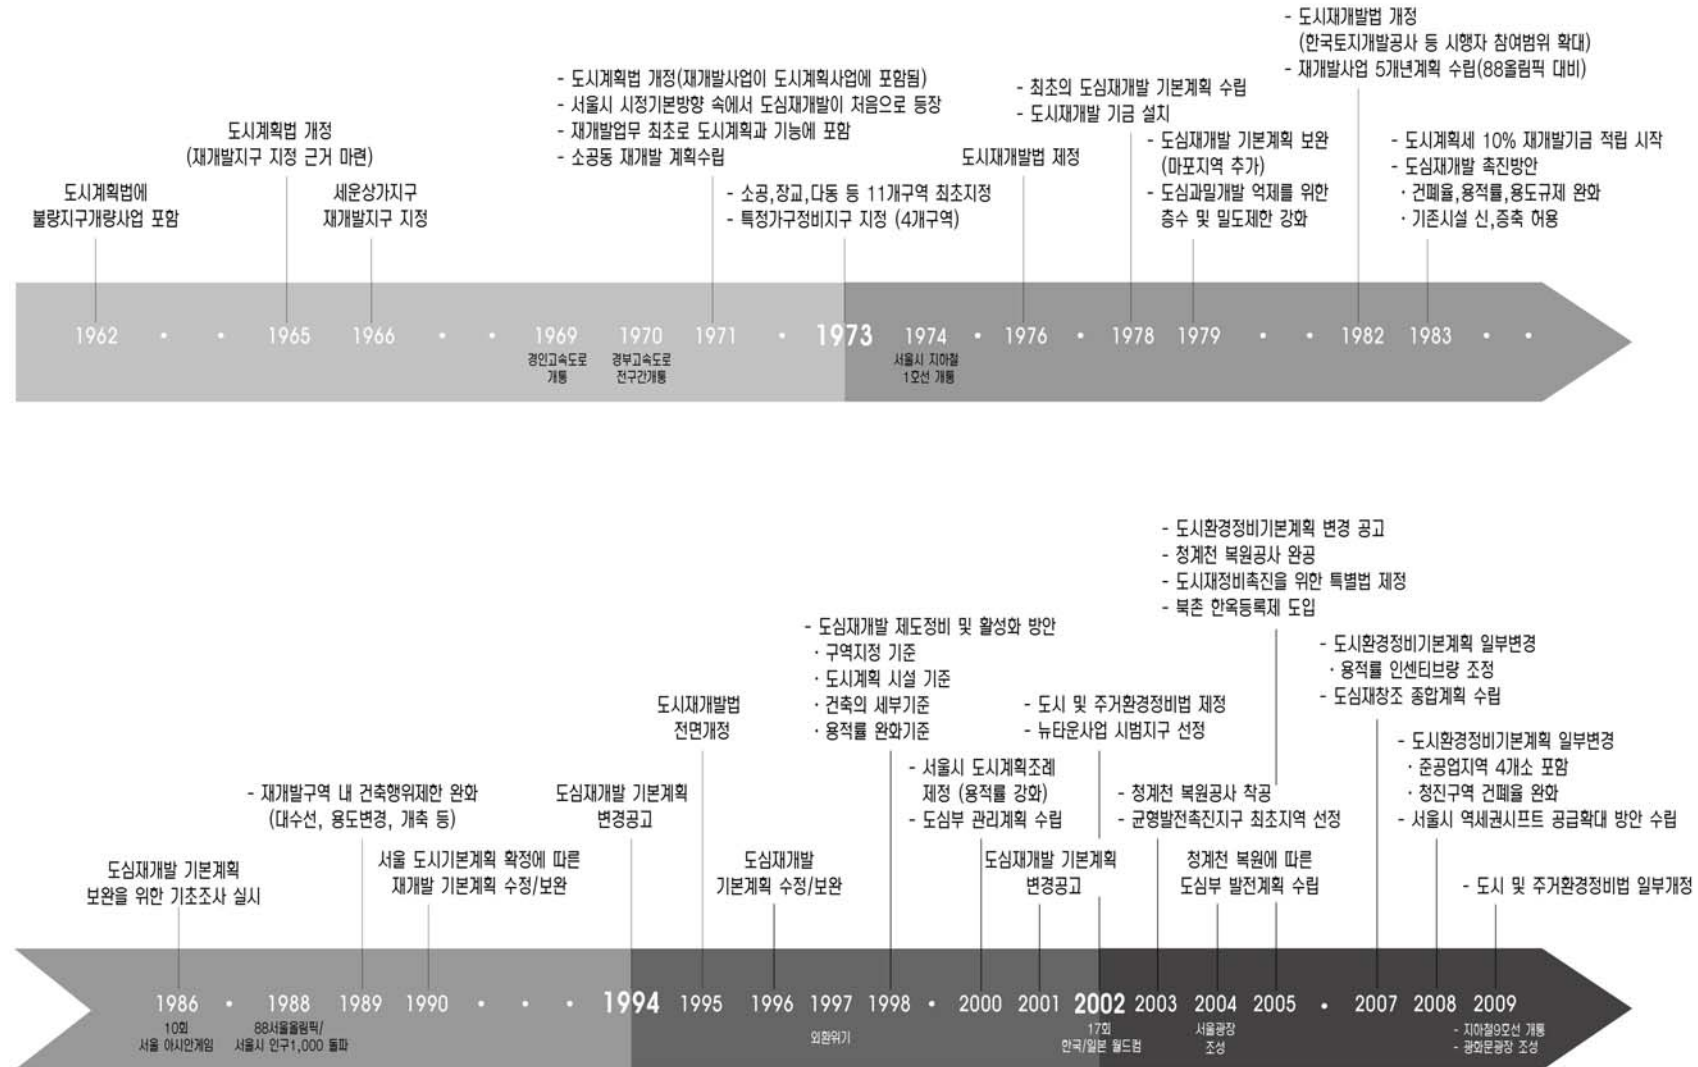 - 도시재개발법 개정
(한국토지개발공사 등 시행자 참여범위 확대)
- 재개발사업 5개년계획 수립(88올림픽 대비)
- 도시계획법 개정(재개발사업이 도시계획사업에 포함됨)
- 서울시 시정기본방향 속에서 도심재개발이 처음으로 등장
- 재개발업무 최초로 도시계획과 기능에 포함
- 소공동 재개발 계획수립
- 최초의 도심재개발 기본계획 수립
- 도시재개발 기금 설치
도시계획법 개정
(재개발지구 지정 근거 마련)
도시재개발법 제정
- 도심재개발 기본계획 보완
(마포지역 추가)
- 도심과밀개발 억제를 위한
층수 및 밀도제한 강화
- 도시계획세 10% 재개발기금 적립 시작
- 도심재개발 촉진방안
· 건폐율,용적률,용도규제 완화
· 기존시설 신,증축 허용
도시계획법에
불량지구개량사업 포함
세운상가지구
재개발지구 지정
- 소공,장교,다동 등 11개구역 최초지정
- 특정가구정비지구 지정 (4개구역)
1962 · · 1965 1966 · · 1969 1970 1971 · 1973 1974 · 1976 · 1978 1979 · · 1982 1983 · ·
경인고속도로
개통
경부고속도로
전구간개통
서울시 지하철
1호선 개통
- 도시환경정비기본계획 변경 공고
- 청계천 복원공사 완공
- 도시재정비촉진을 위한 특별법 제정
- 북촌 한옥등록제 도입
- 도심재개발 제도정비 및 활성화 방안
· 구역지정 기준
· 도시계획 시설 기준
· 건축의 세부기준
· 용적률 완화기준
- 도시환경정비기본계획 일부변경
· 용적률 인센티브량 조정
- 도심재창조 종합계획 수립
도시재개발법
전면개정
- 도시 및 주거환경정비법 제정
- 뉴타운사업 시범지구 선정
- 도시환경정비기본계획 일부변경
· 준공업지역 4개소 포함
· 청진구역 건폐율 완화
- 서울시 역세권시프트 공급확대 방안 수립
- 재개발구역 내 건축행위제한 완화
(대수선, 용도변경, 개축 등)
도심재개발 기본계획
변경공고
- 서울시 도시계획조례
제정 (용적률 강화)
- 도심부 관리계획 수립
- 청계천 복원공사 착공
- 균형발전촉진지구 최초지역 선정
도심재개발 기본계획
보완을 위한 기초조사 실시
서울 도시기본계획 확정에 따른
재개발 기본계획 수정/보완
도심재개발
기본계획 수정/보완
도심재개발 기본계획
변경공고
청계천 복원에 따른
도심부 발전계획 수립
- 도시 및 주거환경정비법 일부개정
1986 · 1988 1989 1990 · · · 1994 1995 1996 1997 1998 · 2000 2001 2002 2003 2004 2005 · 2007 2008 2009
10회
서울 아시안게임
88서울올림픽/
서울시 인구1,000 돌파
외환위기
17회
한국/일본 월드컵
서울광장
조성
- 지하철9호선 개통
- 광화문광장 조성